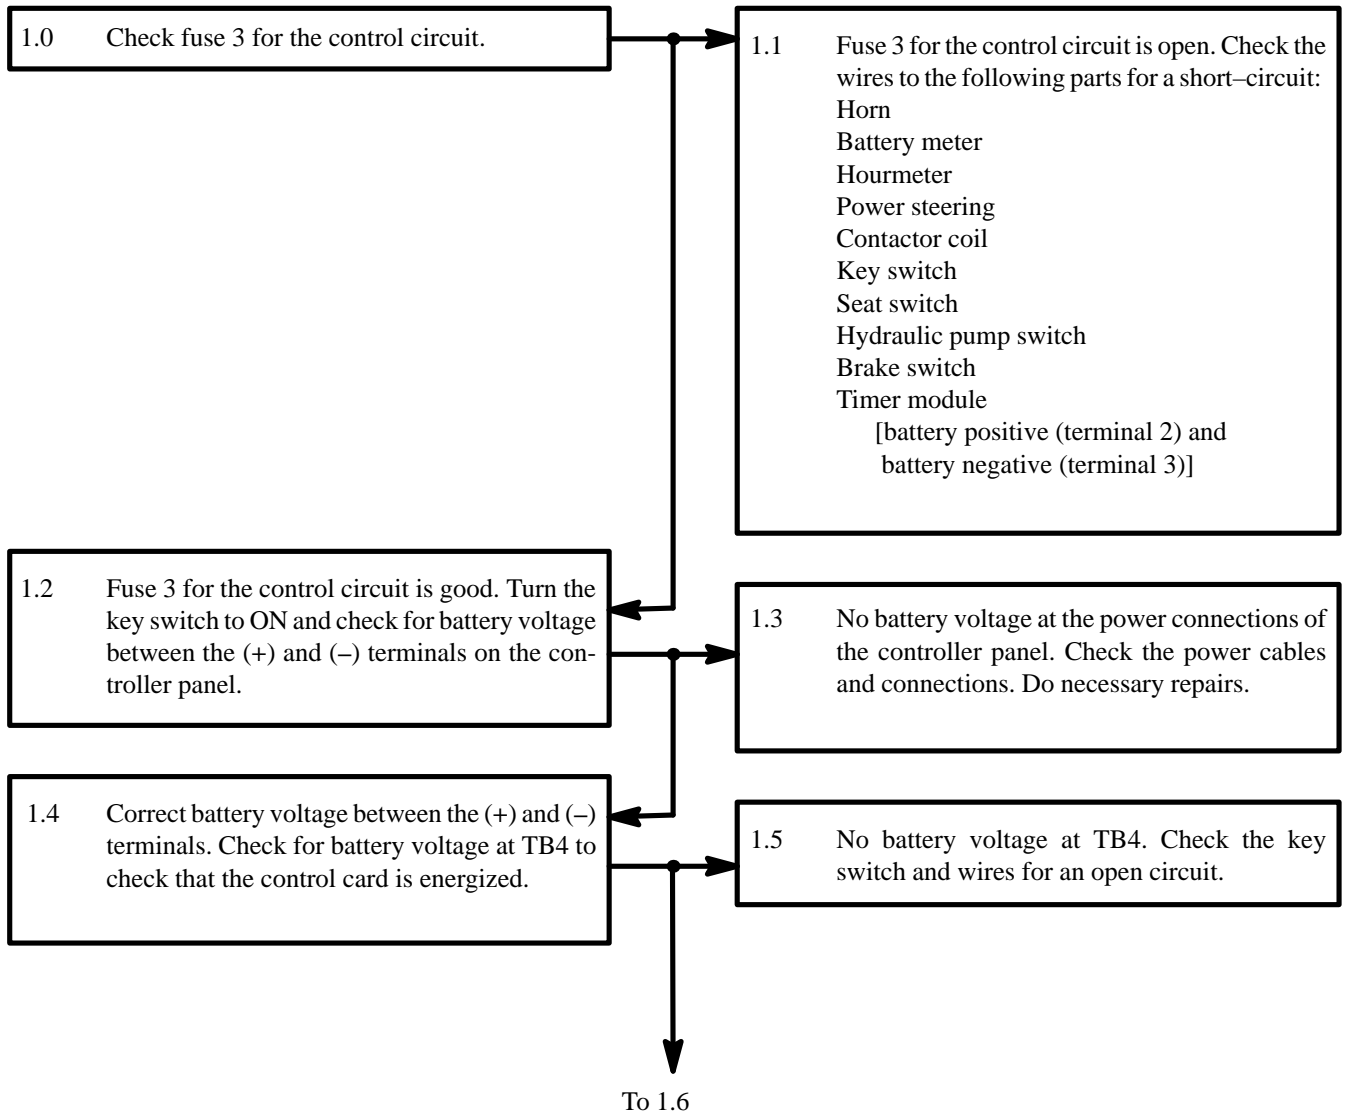 1.0 Check fuse 3 for the control circuit.
1.1 Fuse 3 for the control circuit is open. Check the
wires to the following parts for a short–circuit:
Horn
Battery meter
Hourmeter
Power steering
Contactor coil
Key switch
Seat switch
Hydraulic pump switch
Brake switch
Timer module
[battery positive (terminal 2) and
battery negative (terminal 3)]
1.2 Fuse 3 for the control circuit is good. Turn the
key switch to ON and check for battery voltage
between the (+) and (–) terminals on the con-
troller panel.
1.3 No battery voltage at the power connections of
the controller panel. Check the power cables
and connections. Do necessary repairs.
1.4 Correct battery voltage between the (+) and (–)
terminals. Check for battery voltage at TB4 to
check that the control card is energized.
1.5 No battery voltage at TB4. Check the key
switch and wires for an open circuit.
To 1.6